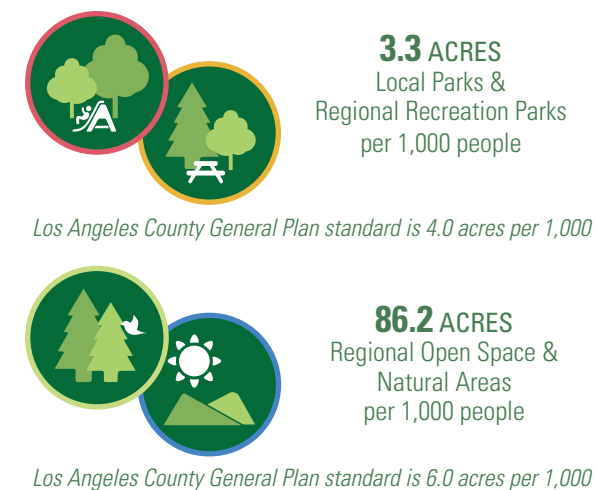 3.3 ACRES
Local Parks &
Regional Recreation Parks
per 1,000 people
Los Angeles County General Plan standard is 4.0 acres per 1,000
86.2 ACRES
Regional Open Space &
Natural Areas
per 1,000 people
Los Angeles County General Plan standard is 6.0 acres per 1,000